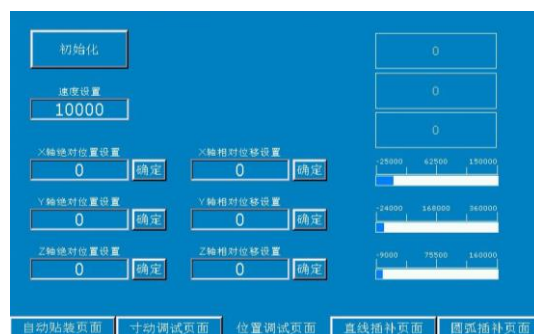 初始化
0
速度设置
0
10000
0
X轴绝对位置设置 X轴相对位移设置
0 确定 0 确定
-25000 62500 150000
Y轴绝对位置设置 Y轴相对位移设置
0 确定 0 确定
-24000 168000 360000
Z轴绝对位置设置 Z轴相对位移设置
0 确定 0 确定
-9000 75500 160000
自动贴装页面 寸动调试页面 位置调试页面 直线插补页面 圆弧插补页面